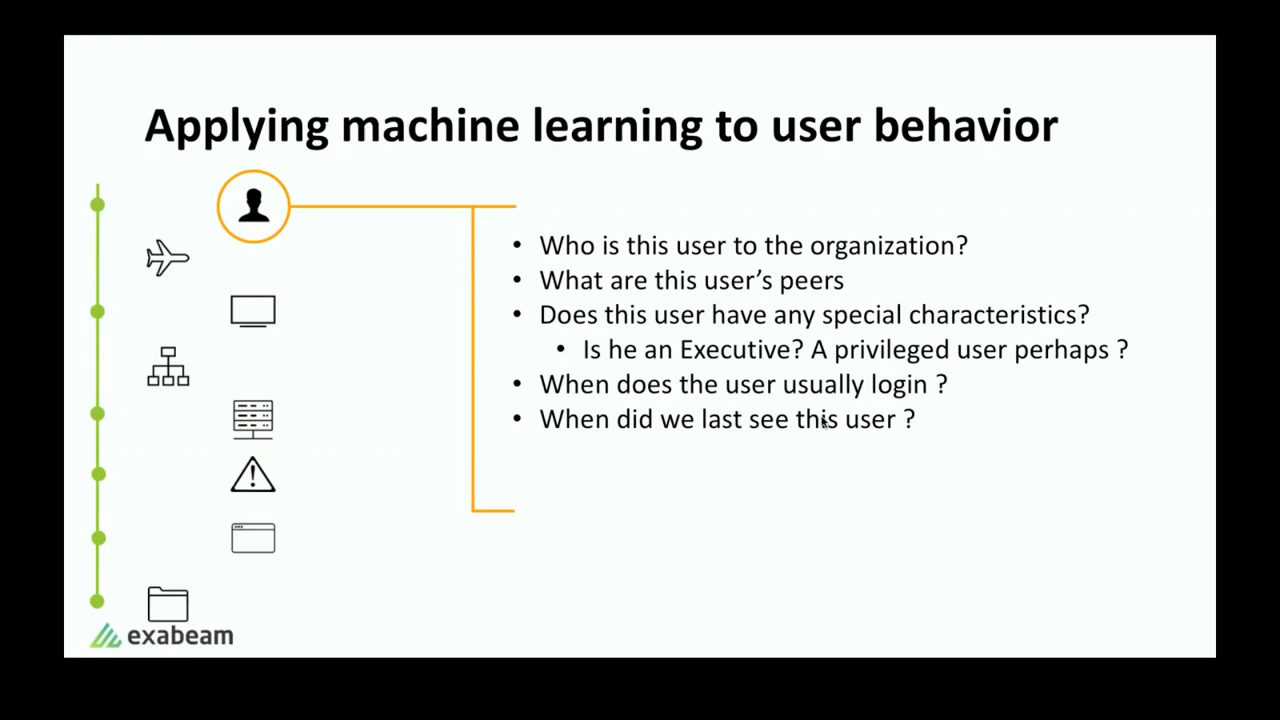 Applying machine learning to user behavior
• Who is this user to the organization?
• What are this user’s peers
• Does this user have any special characteristics?
• Is he an Executive? A privileged user perhaps ?
• When does the user usually login ?
• When did we last see this user ?
exabeam